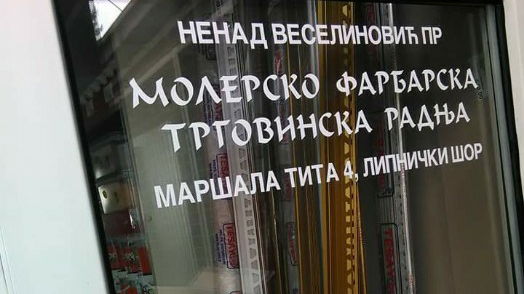 НЕНАД ВЕСЕЛИНОВИЋ ПР
МОЛЕРСКО ФАРБАРСКА
ТРГОВИНСКА РАДЊА
МАРШАЛА ТИТА 4, ЛИПНИЧКИ ШОР